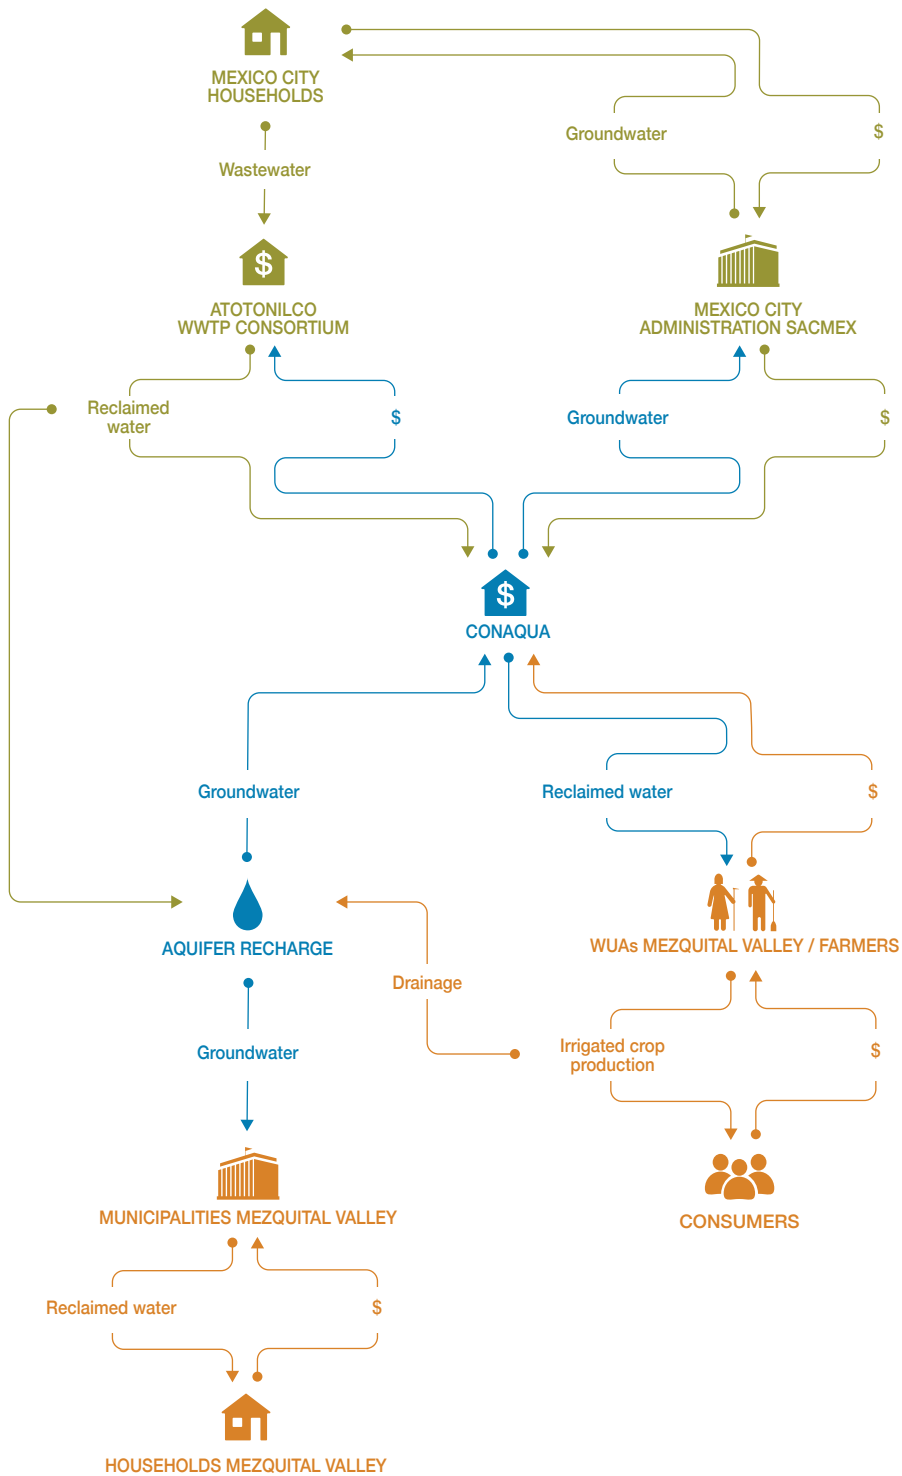 MEXICO CITY
HOUSEHOLDS
Groundwater
$
Wastewater
$
ATOTONILCO
WWTP CONSORTIUM
MEXICO CITY
ADMINISTRATION SACMEX
Reclaimed
water
$
Groundwater
$
$
CONAQUA
Groundwater
Reclaimed water
$
AQUIFER RECHARGE
WUAs MEZQUITAL VALLEY / FARMERS
Drainage
Groundwater
Irrigated crop
production
$
MUNICIPALITIES MEZQUITAL VALLEY
CONSUMERS
Reclaimed water
$
HOUSEHOLDS MEZQUITAL VALLEY